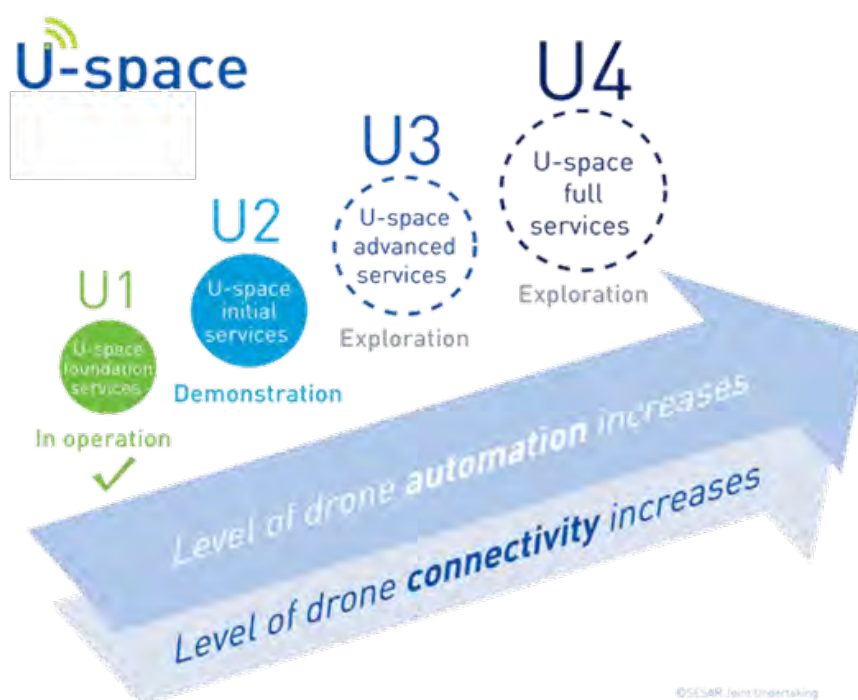 U-space
U4
U-space
full
services
Exploration
U3
U-space
advanced
services
Exploration
U2
U-space
initial
services
Demonstration
U1
U-space
foundation
services
In operation
Level of drone automation increases
Level of drone connectivity increases
©SESAR Joint Undertaking